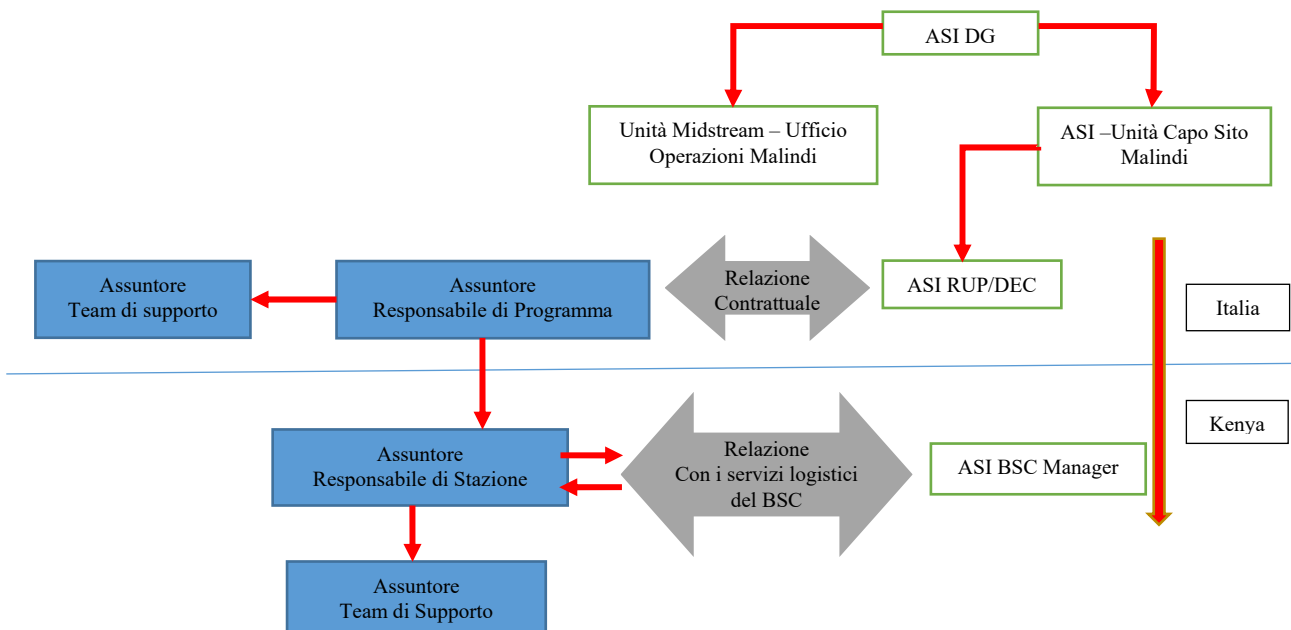 ASI DG
Unità Midstream – Ufficio
Operazioni Malindi
ASI –Unità Capo Sito
Malindi
Assuntore
Team di supporto
Assuntore
Responsabile di Programma
Relazione
Contrattuale
ASI RUP/DEC
Italia
Kenya
Assuntore
Responsabile di Stazione
Relazione
Con i servizi logistici
del BSC
ASI BSC Manager
Assuntore
Team di Supporto